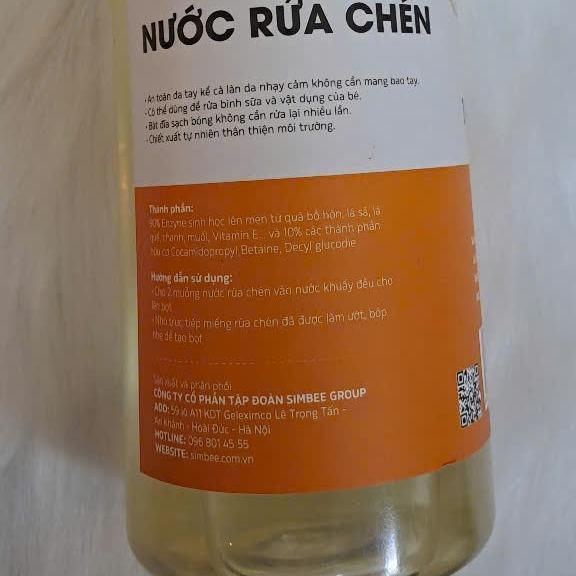 NƯỚC RỬA CHÉN
• An toàn da tay kể cả làn da nhạy cảm không cần mang bao tay.
• Có thể dùng để rửa bình sữa và vật dụng của bé.
• Bát đĩa sạch bóng không cần rửa lại nhiều lần.
• Chiết xuất tự nhiên thân thiện môi trường.
Thành phần:
90% Enzyme sinh học lên men từ quả bồ hòn, lá sả, lá
quế, thanh, muối, Vitamin E... và 10% các thành phần
hữu cơ Cocamidopropyl Betaine, Decyl glucodie
Hướng dẫn sử dụng:
- Cho 2 muỗng nước rửa chén vào nước khuấy đều cho
lên bọt
- Nhỏ trực tiếp miếng rửa chén đã được làm ướt, bóp
nhẹ để tạo bọt
Sản xuất và phân phối
CÔNG TY CỔ PHẦN TẬP ĐOÀN SIMBEE GROUP
ADD: 59 lô A11 KĐT Geleximco Lê Trọng Tấn -
An Khánh - Hoài Đức - Hà Nội
HOTLINE: 096 801 45 55
WEBSITE: simbee.com.vn